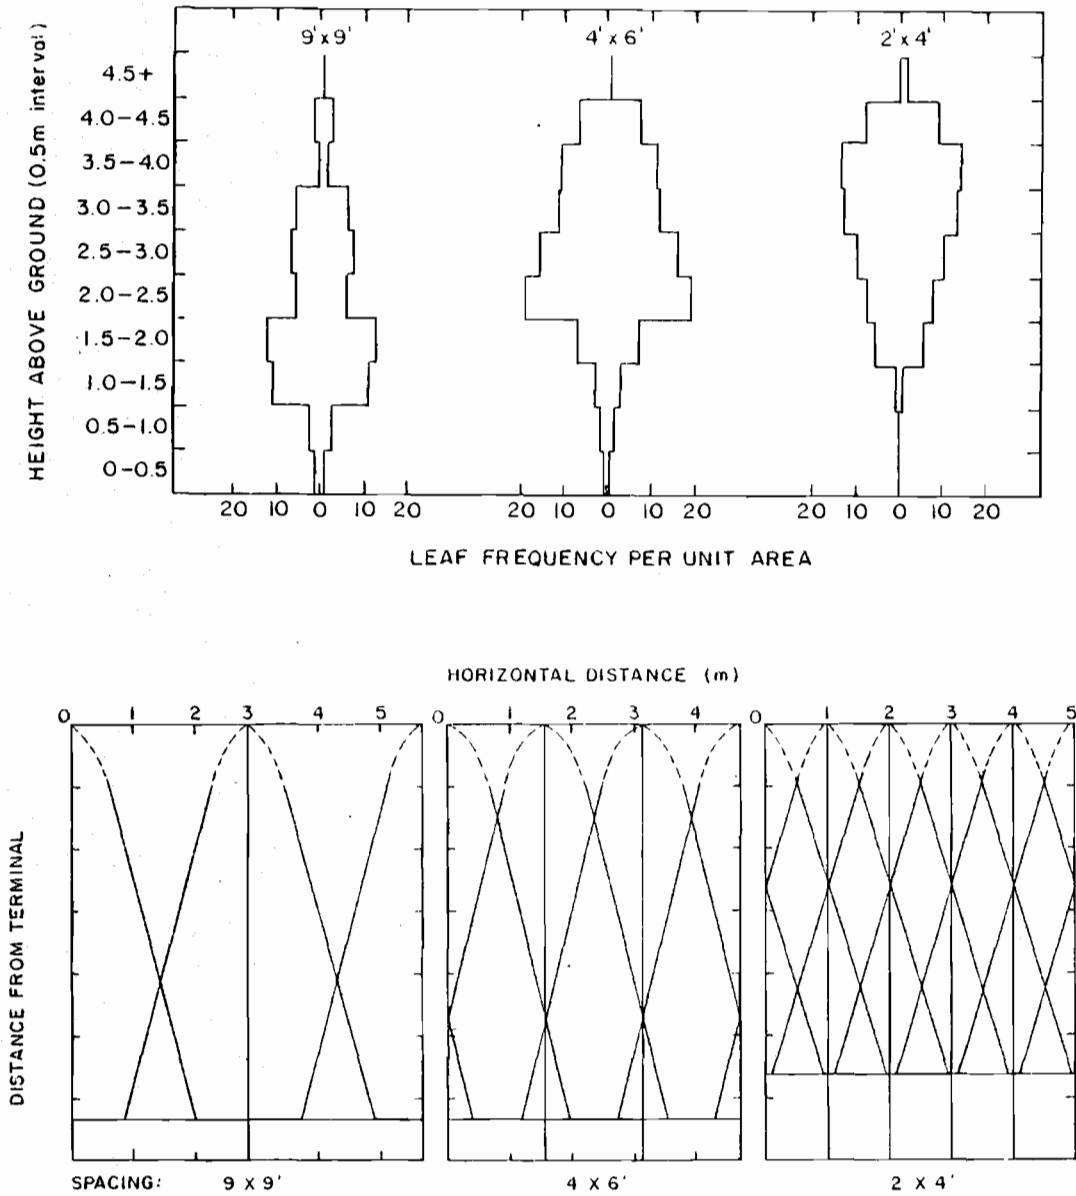 9' x 9' 4' x 6' 2' x 4'
HEIGHT ABOVE GROUND (0.5m interval)
4.5+
4.0-4.5
3.5-4.0
3.0-3.5
2.5-3.0
2.0-2.5
1.5-2.0
1.0-1.5
0.5-1.0
0-0.5
20 10 0 10 20 20 10 0 10 20 20 10 0 10 20
LEAF FREQUENCY PER UNIT AREA
HORIZONTAL DISTANCE (m)
0 1 2 3 4 5 0 1 2 3 4 0 1 2 3 4 5
DISTANCE FROM TERMINAL
SPACING: 9 X 9' 4 X 6' 2 X 4'